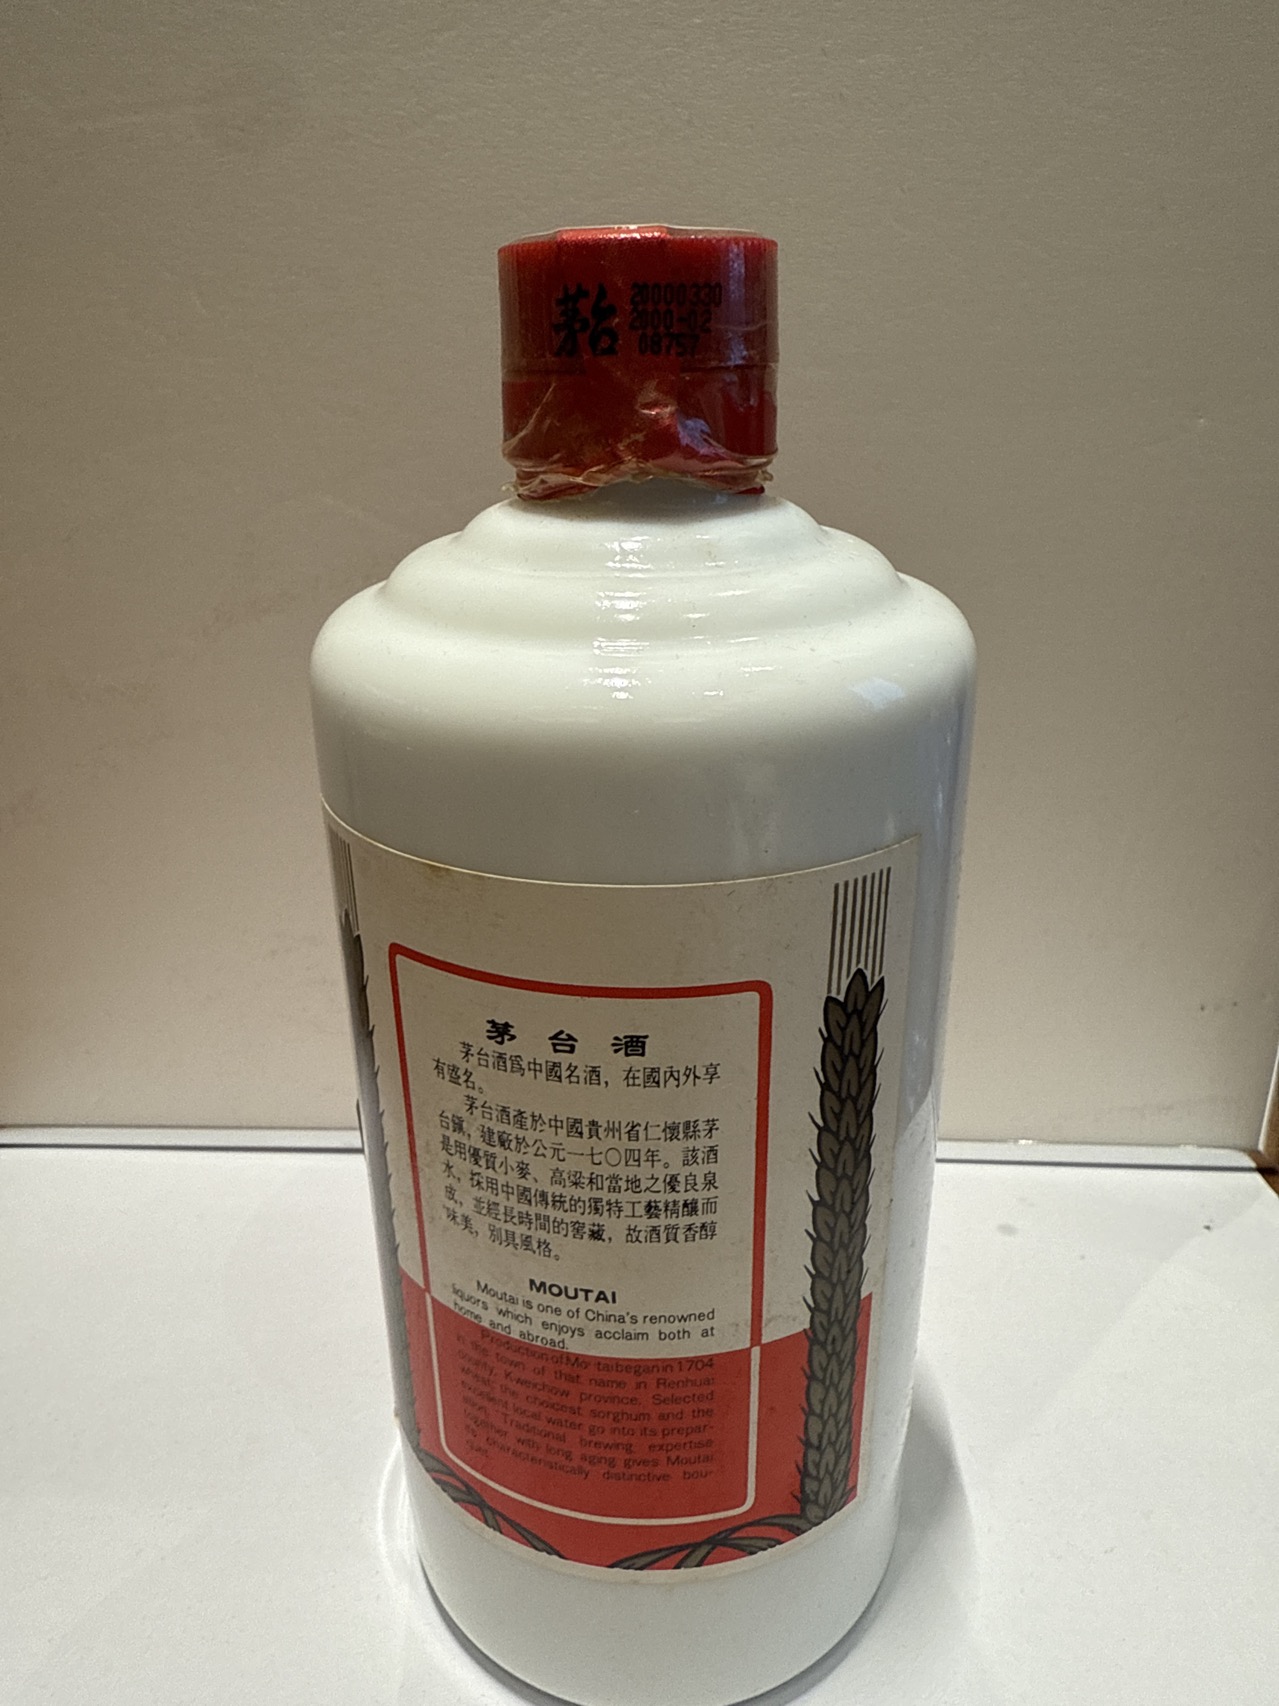 茅台
20000330
2000-02
08757
茅台酒
茅台酒爲中國名酒，在國內外享
有盛名。
茅台酒產於中國貴州省仁懷縣茅
台鎭，建廠於公元一七〇四年。該酒
是用優質小麥、高梁和當地之優良泉
水，採用中國傳統的獨特工藝精釀而
成，並經長時間的窖藏，故酒質香醇
味美，別具風格。
MOUTAI
Moutai is one of China's renowned
liquors which enjoys acclaim both at
home and abroad.
Production of Moutai began in 1704
in the town of that name in Renhuai
county, Kweichow province. Selected
wheat, the choicest sorghum and the
excellent local water go into its prepar-
ation. Traditional brewing expertise
together with long aging gives Moutai
its characteristically distinctive bou-
quet.